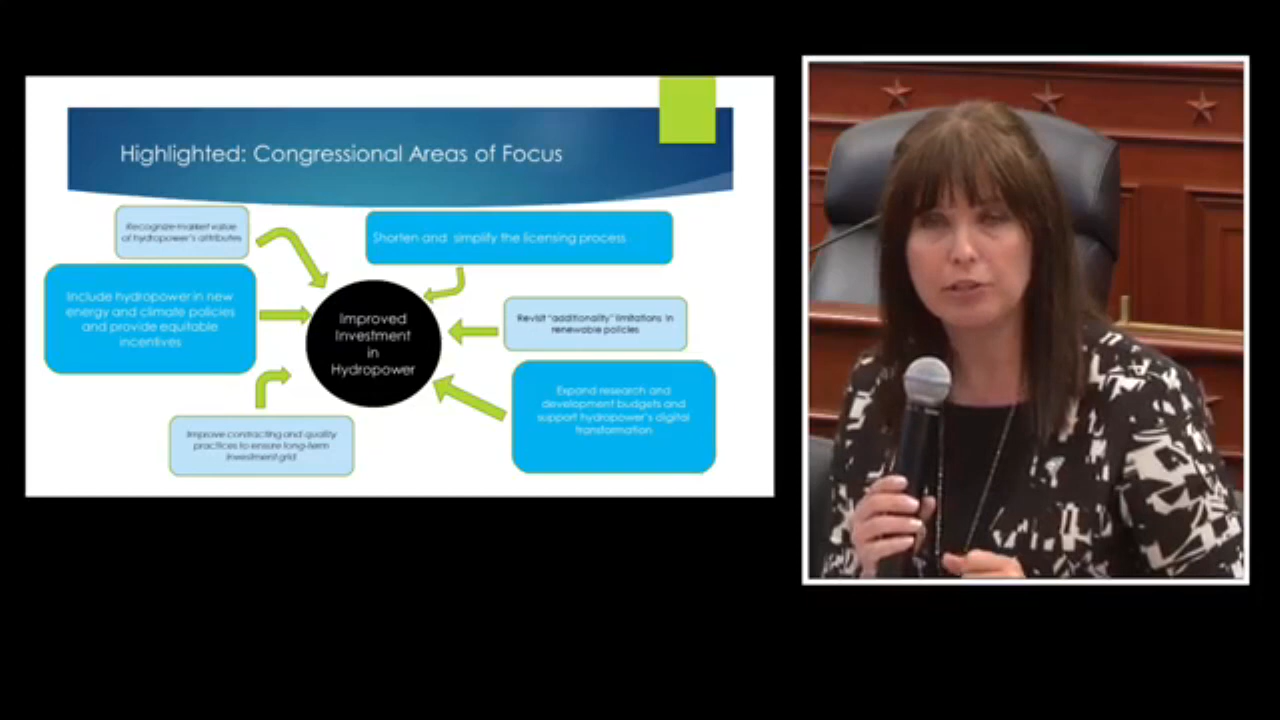 Highlighted: Congressional Areas of Focus
Recognize market value
of hydropower's attributes
Shorten and simplify the licensing process
Include hydropower in new
energy and climate policies
and provide equitable
incentives
Improved
Investment
in
Hydropower
Revisit "additionality" limitations in
renewable policies
Expand research and
development budgets and
support hydropower's digital
transformation
Improve contracting and quality
practices to ensure long-term
investment grid